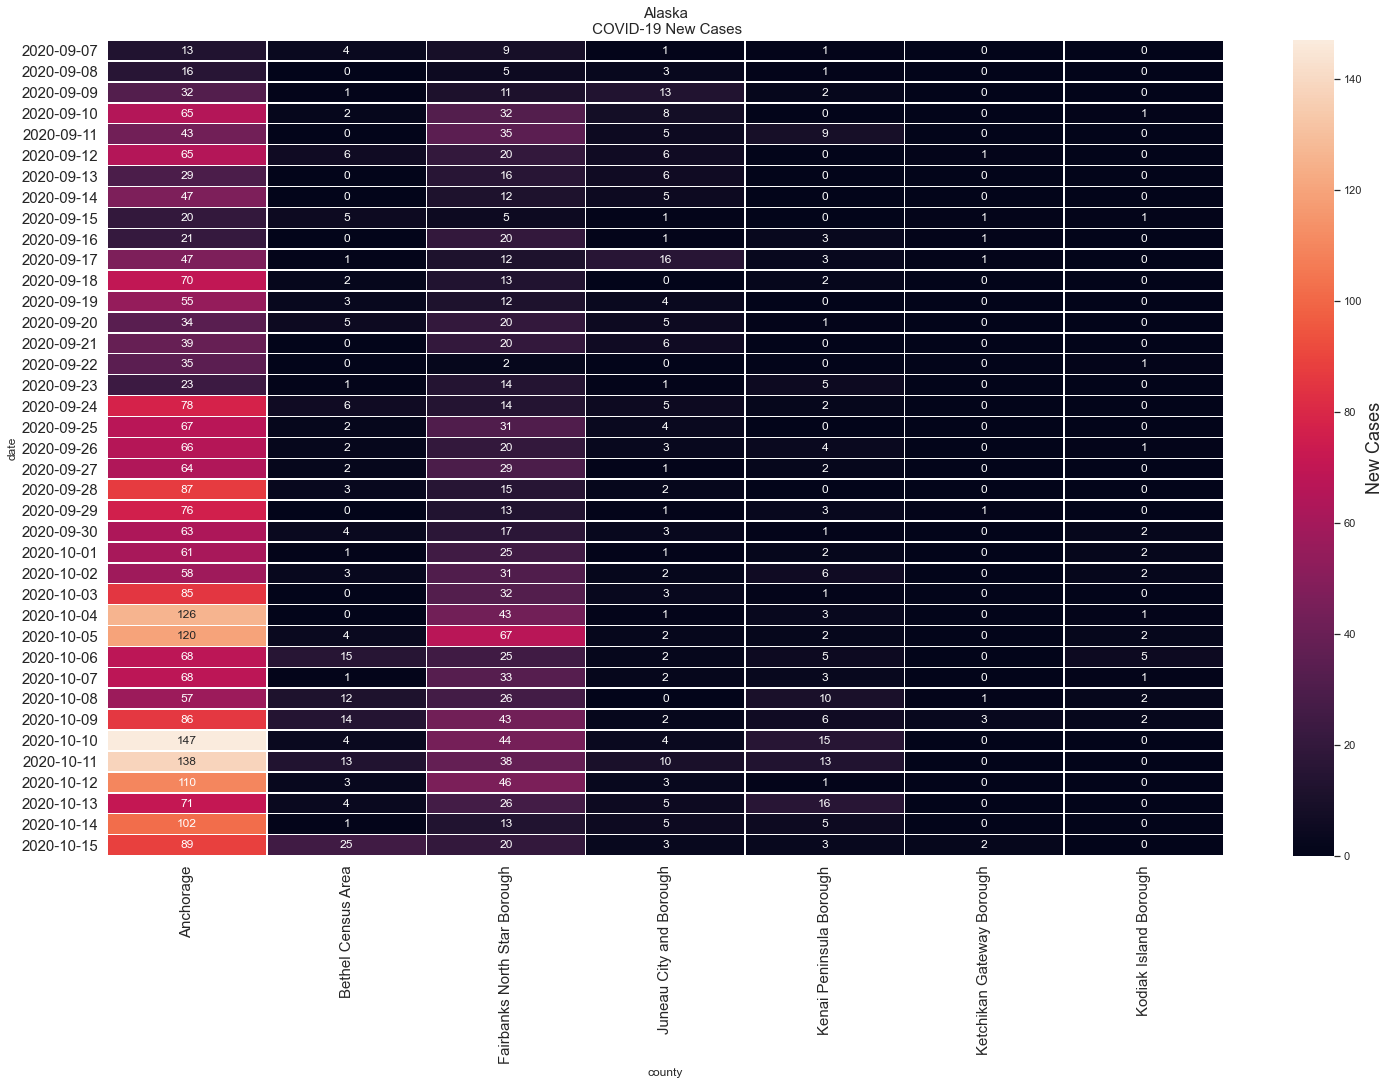 Alaska
COVID-19 New Cases
2020-09-07 13 4 9 1 1 0 0
2020-09-08 16 0 5 3 1 0 0
2020-09-09 32 1 11 13 2 0 0
2020-09-10 65 2 32 8 0 0 1
2020-09-11 43 0 35 5 9 0 0
2020-09-12 65 6 20 6 0 1 0
2020-09-13 29 0 16 6 0 0 0
2020-09-14 47 0 12 5 0 0 0
2020-09-15 20 5 5 1 0 1 1
2020-09-16 21 0 20 1 3 1 0
2020-09-17 47 1 12 16 3 1 0
2020-09-18 70 2 13 0 2 0 0
2020-09-19 55 3 12 4 0 0 0
2020-09-20 34 5 20 5 1 0 0
2020-09-21 39 0 20 6 0 0 0
2020-09-22 35 0 2 0 0 0 1
2020-09-23 23 1 14 1 5 0 0
2020-09-24 78 6 14 5 2 0 0
2020-09-25 67 2 31 4 0 0 0
2020-09-26 66 2 20 3 4 0 1
2020-09-27 64 2 29 1 2 0 0
2020-09-28 87 3 15 2 0 0 0
2020-09-29 76 0 13 1 3 1 0
2020-09-30 63 4 17 3 1 0 2
2020-10-01 61 1 25 1 2 0 2
2020-10-02 58 3 31 2 6 0 2
2020-10-03 85 0 32 3 1 0 0
2020-10-04 126 0 43 1 3 0 1
2020-10-05 120 4 67 2 2 0 2
2020-10-06 68 15 25 2 5 0 5
2020-10-07 68 1 33 2 3 0 1
2020-10-08 57 12 26 0 10 1 2
2020-10-09 86 14 43 2 6 3 2
2020-10-10 147 4 44 4 15 0 0
2020-10-11 138 13 38 10 13 0 0
2020-10-12 110 3 46 3 1 0 0
2020-10-13 71 4 26 5 16 0 0
2020-10-14 102 1 13 5 5 0 0
2020-10-15 89 25 20 3 3 2 0
date
Anchorage
Bethel Census Area
Fairbanks North Star Borough
Juneau City and Borough
Kenai Peninsula Borough
Ketchikan Gateway Borough
Kodiak Island Borough
county
140
120
100
80
60
40
20
0
New Cases